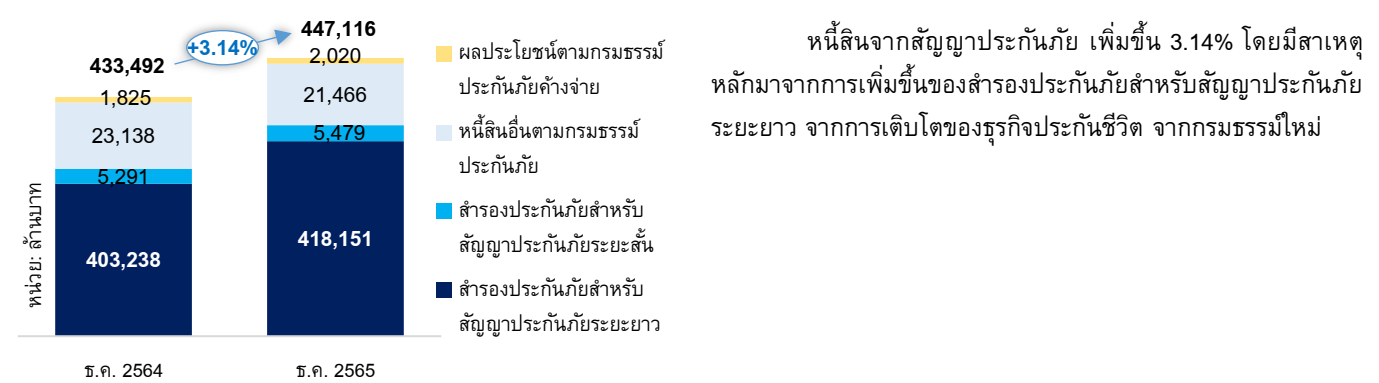 447,116
+3.14%
433,492
2,020
1,825
21,466
23,138
5,479
5,291
418,151
403,238
หน่วย: ล้านบาท
ธ.ค. 2564
ธ.ค. 2565
ผลประโยชน์ตามกรมธรรม์
ประกันภัยค้างจ่าย
หนี้สินอื่นตามกรมธรรม์
ประกันภัย
สำรองประกันภัยสำหรับ
สัญญาประกันภัยระยะสั้น
สำรองประกันภัยสำหรับ
สัญญาประกันภัยระยะยาว
หนี้สินจากสัญญาประกันภัย เพิ่มขึ้น 3.14% โดยมีสาเหตุ
หลักมาจากการเพิ่มขึ้นของสำรองประกันภัยสำหรับสัญญาประกันภัย
ระยะยาว จากการเติบโตของธุรกิจประกันชีวิต จากกรมธรรม์ใหม่